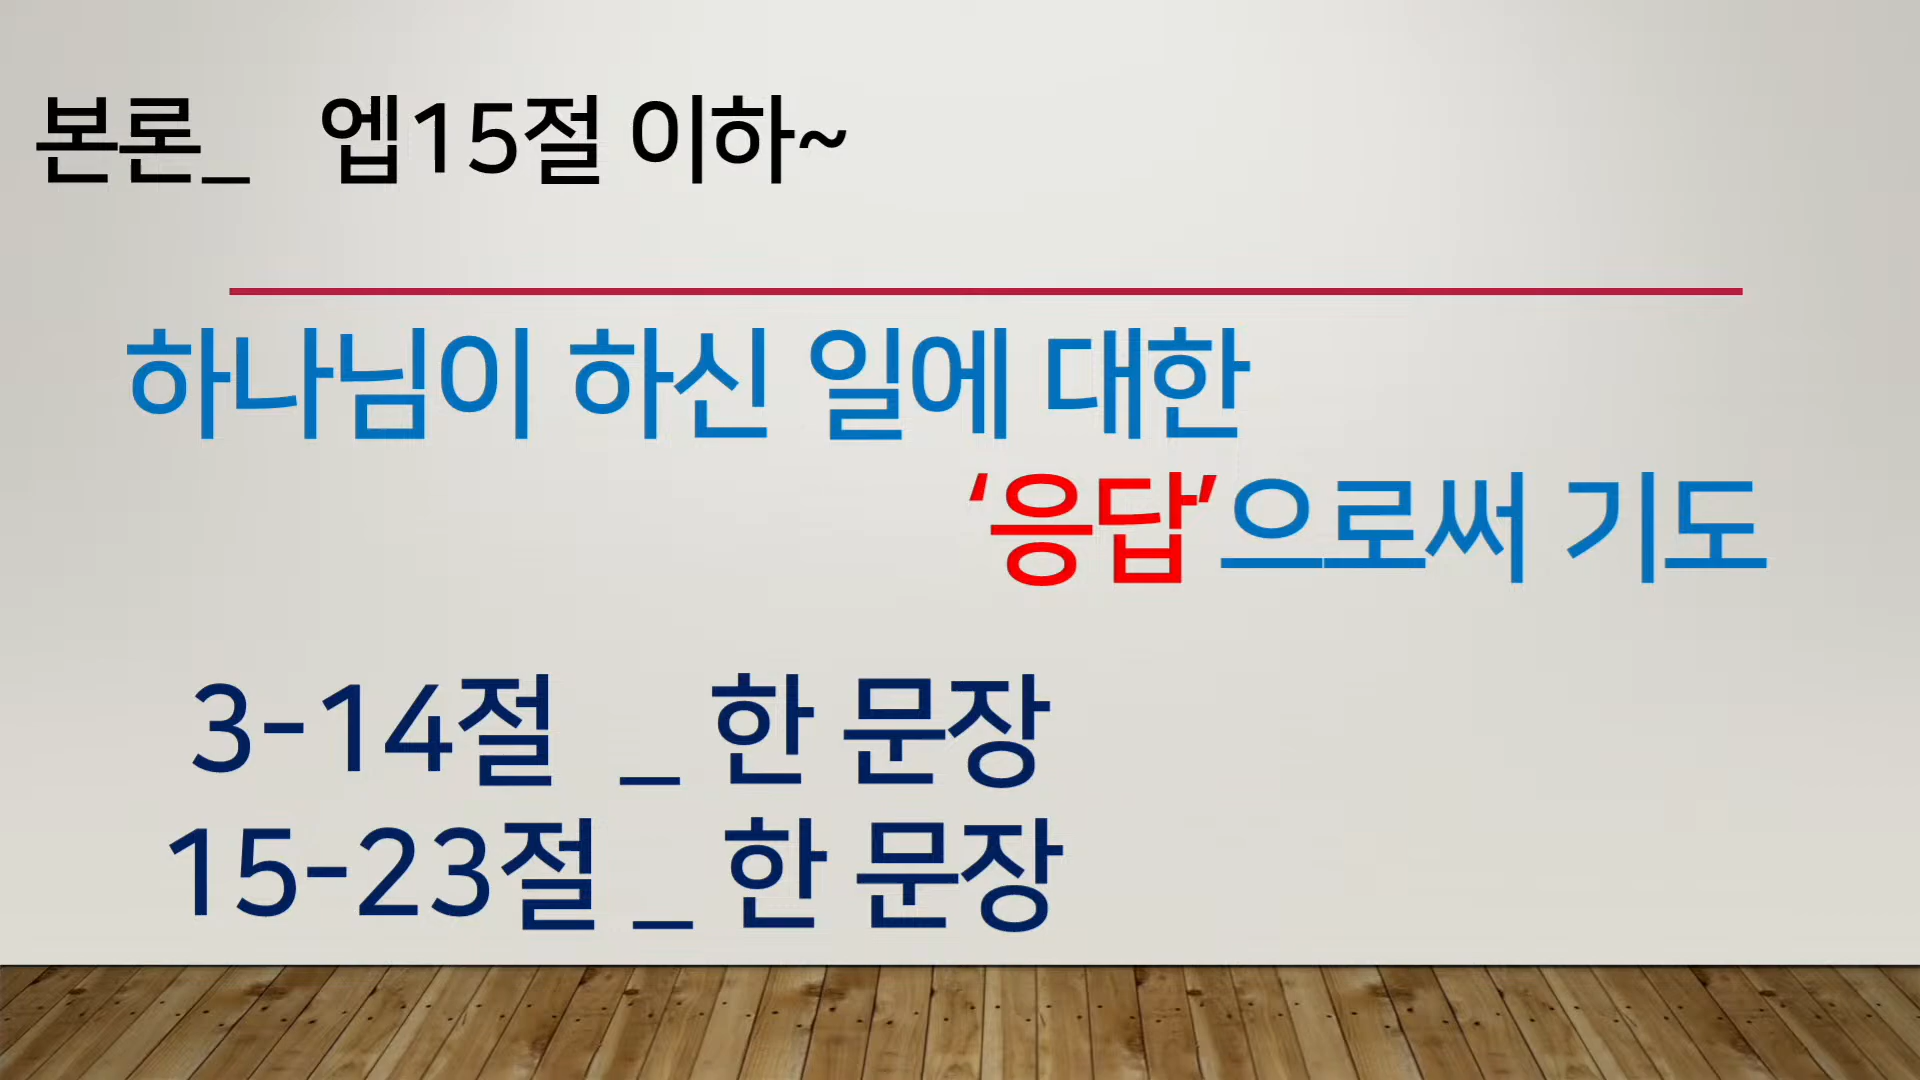 본론_ 엡15절 이하~
하나님이 하신 일에 대한
‘응답’으로써 기도
3-14절 _ 한 문장
15-23절 _ 한 문장